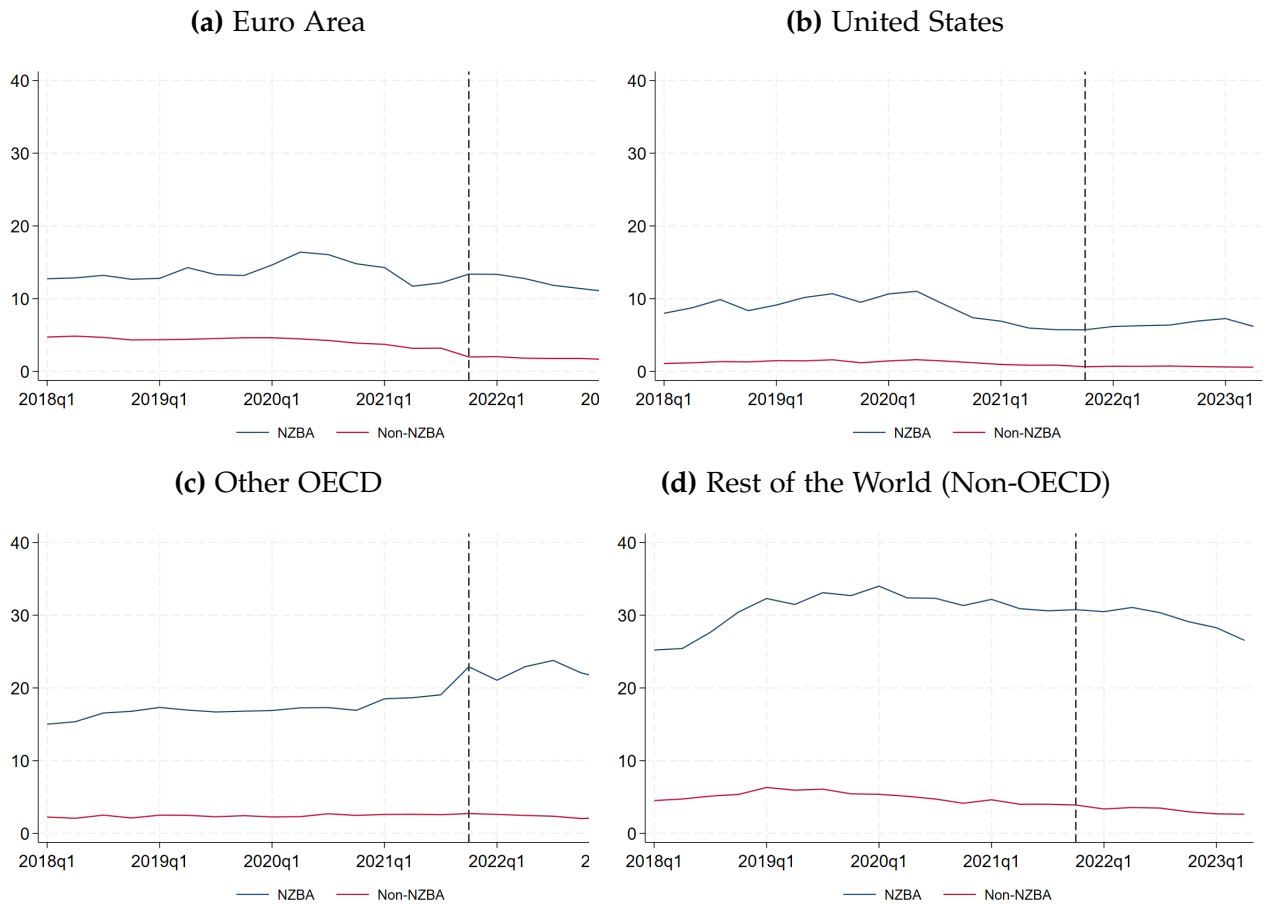 (a) Euro Area
40
30
20
10
0
2018q1 2019q1 2020q1 2021q1 2022q1 20
NZBA Non-NZBA
(b) United States
40
30
20
10
0
2018q1 2019q1 2020q1 2021q1 2022q1 2023q1
NZBA Non-NZBA
(c) Other OECD
40
30
20
10
0
2018q1 2019q1 2020q1 2021q1 2022q1 2
NZBA Non-NZBA
(d) Rest of the World (Non-OECD)
40
30
20
10
0
2018q1 2019q1 2020q1 2021q1 2022q1 2023q1
NZBA Non-NZBA